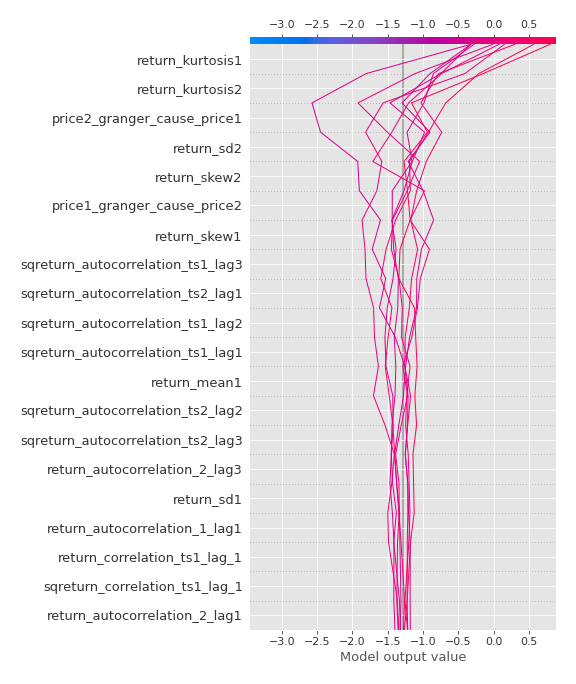 −3.0 −2.5 −2.0 −1.5 −1.0 −0.5 0.0 0.5
return_kurtosis1
return_kurtosis2
price2_granger_cause_price1
return_sd2
return_skew2
price1_granger_cause_price2
return_skew1
sqreturn_autocorrelation_ts1_lag3
sqreturn_autocorrelation_ts2_lag1
sqreturn_autocorrelation_ts1_lag2
sqreturn_autocorrelation_ts1_lag1
return_mean1
sqreturn_autocorrelation_ts2_lag2
sqreturn_autocorrelation_ts2_lag3
return_autocorrelation_2_lag3
return_sd1
return_autocorrelation_1_lag1
return_correlation_ts1_lag_1
sqreturn_correlation_ts1_lag_1
return_autocorrelation_2_lag1
−3.0 −2.5 −2.0 −1.5 −1.0 −0.5 0.0 0.5
Model output value